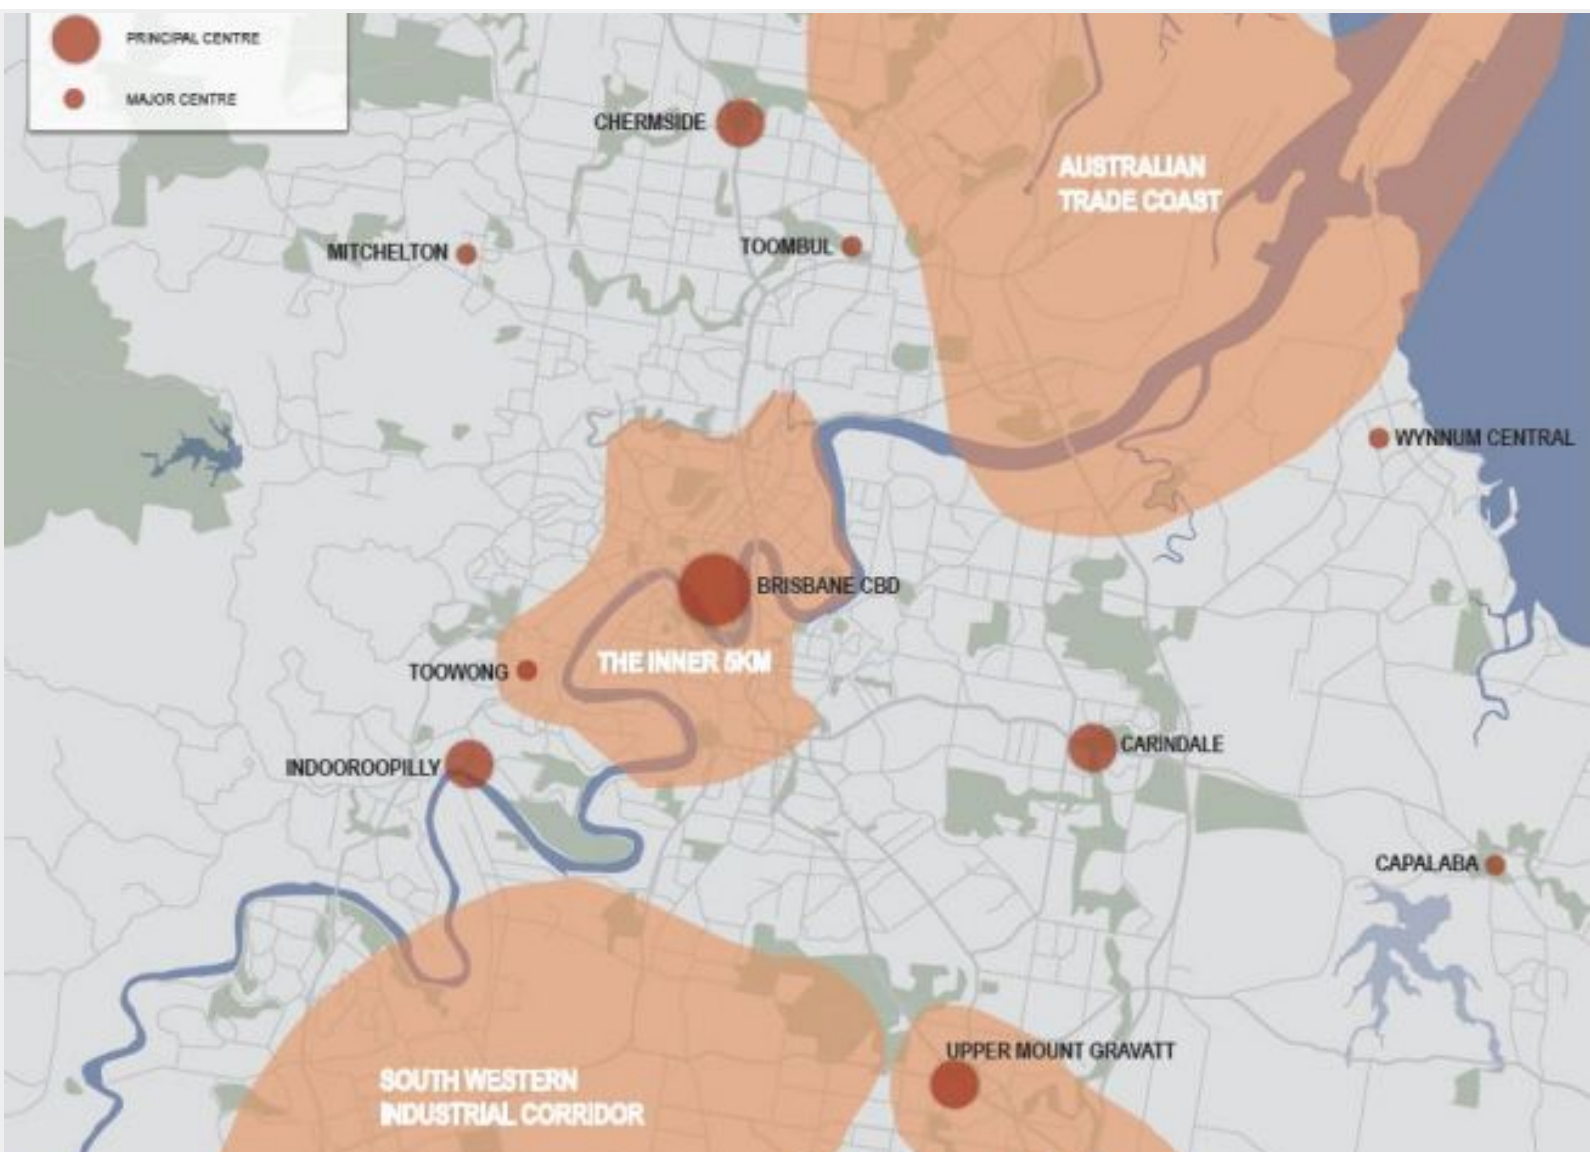 PRINCIPAL CENTRE
MAJOR CENTRE
CHERMSIDE
AUSTRALIAN
TRADE COAST
MITCHELTON
TOOMBUL
WYNNUM CENTRAL
BRISBANE CBD
THE INNER 5KM
TOOWONG
CARINDALE
INDOOROOPILLY
CAPALABA
UPPER MOUNT GRAVATT
SOUTH WESTERN
INDUSTRIAL CORRIDOR